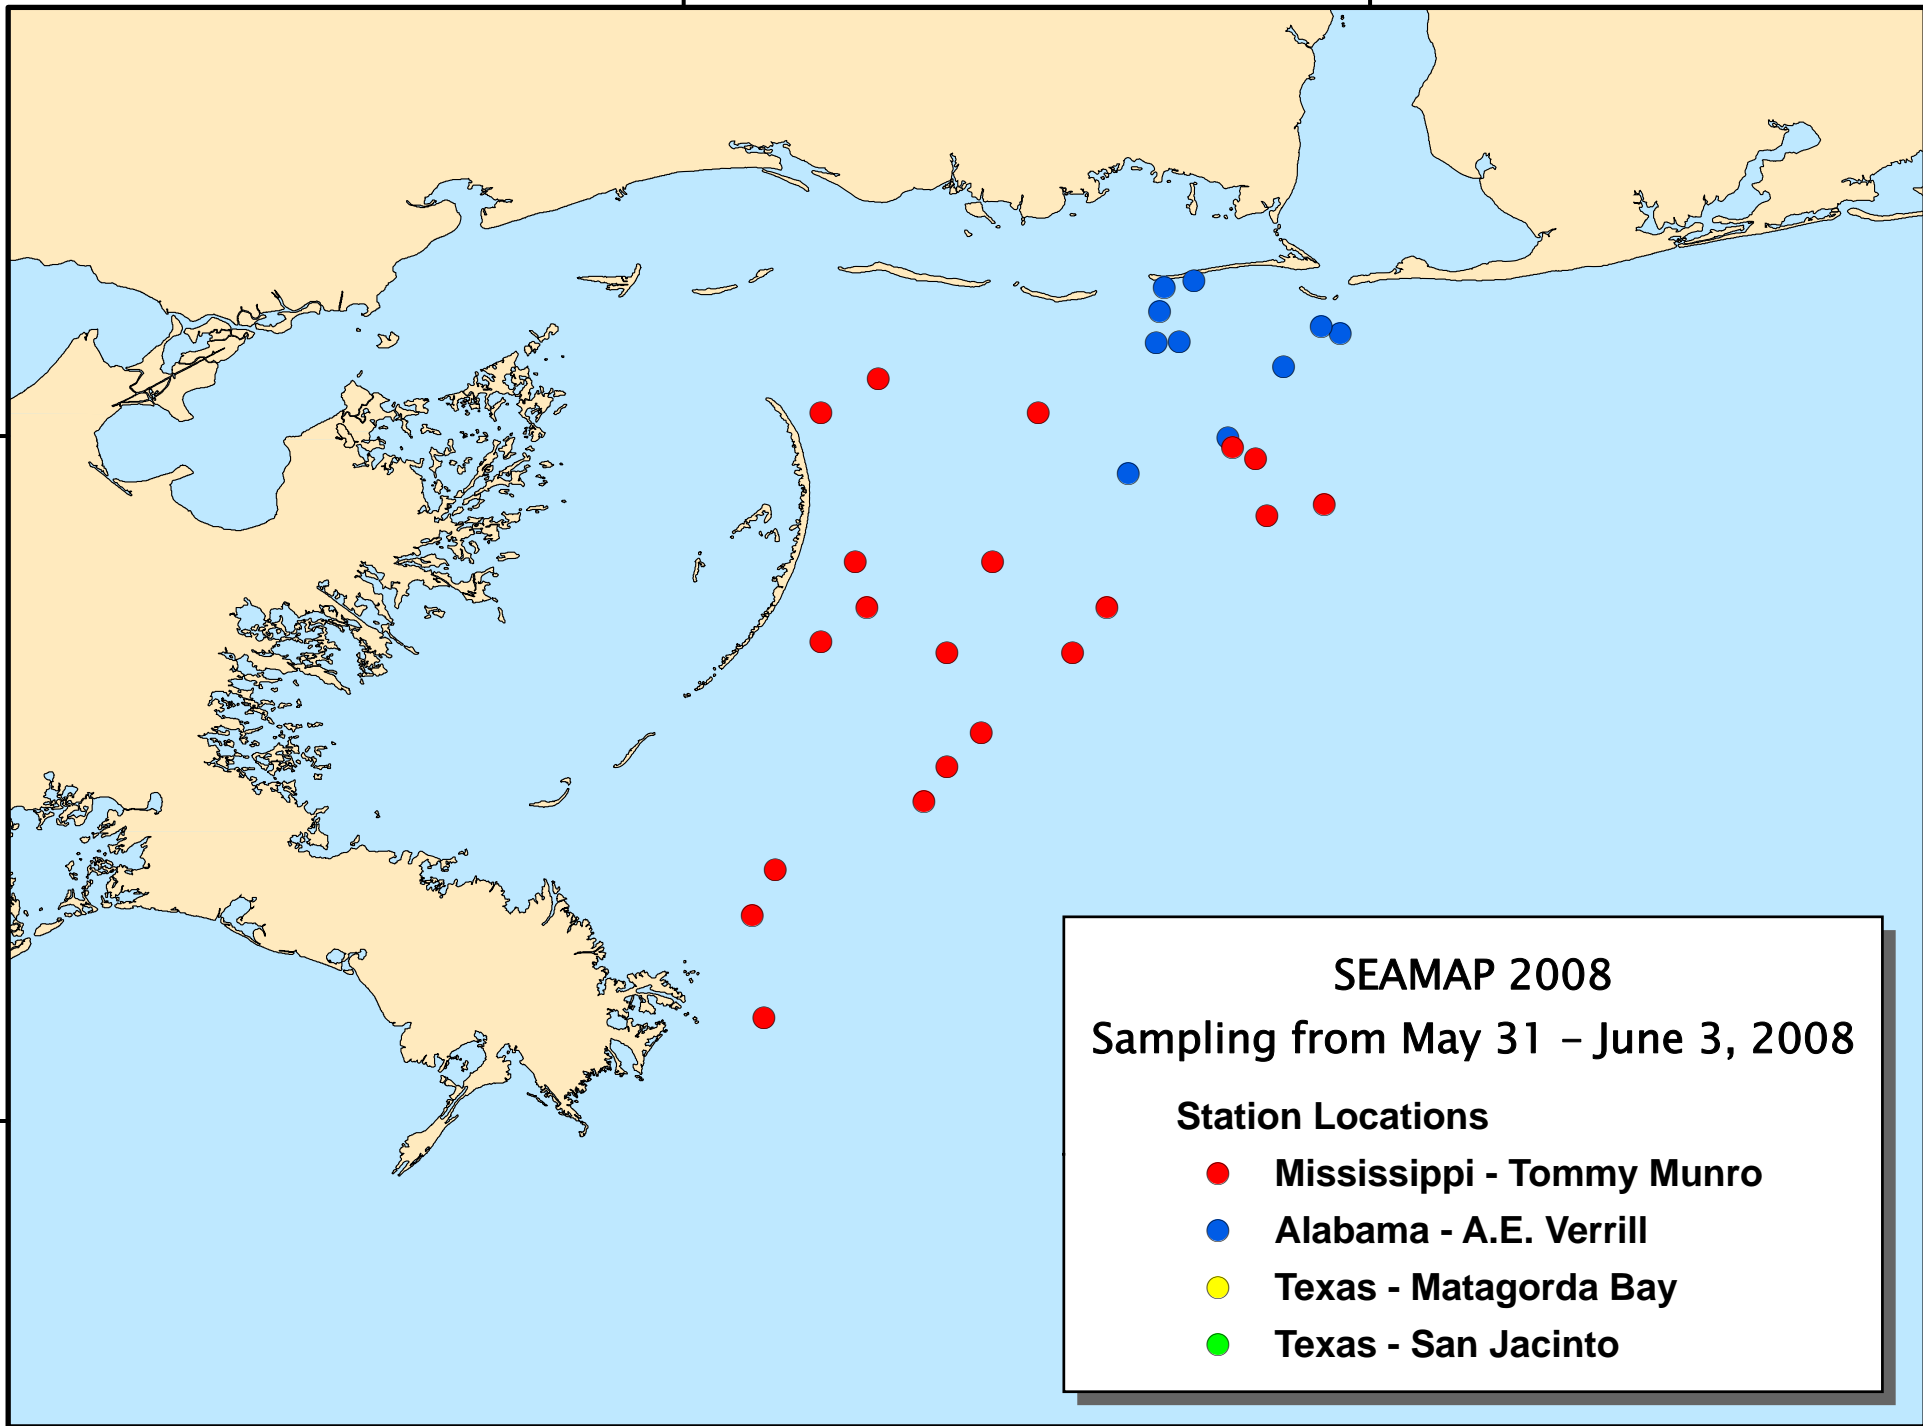 SEAMAP 2008
Sampling from May 31 – June 3, 2008
Station Locations
Mississippi - Tommy Munro
Alabama - A.E. Verrill
Texas - Matagorda Bay
Texas - San Jacinto